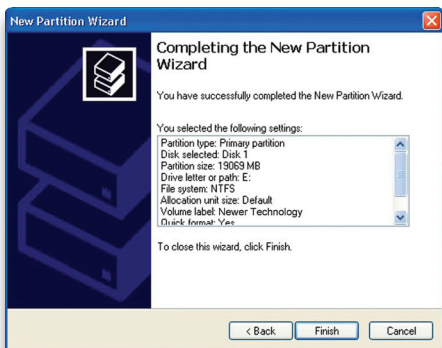 New Partition Wizard
Completing the New Partition
Wizard
You have successfully completed the New Partition Wizard.
You selected the following settings:
Partition type: Primary partition
Disk selected: Disk 1
Partition size: 19069 MB
Drive letter or path: E:
File system: NTFS
Allocation unit size: Default
Volume label: Newer Technology
Quick format: Yes
To close this wizard, click Finish.
< Back
Finish
Cancel